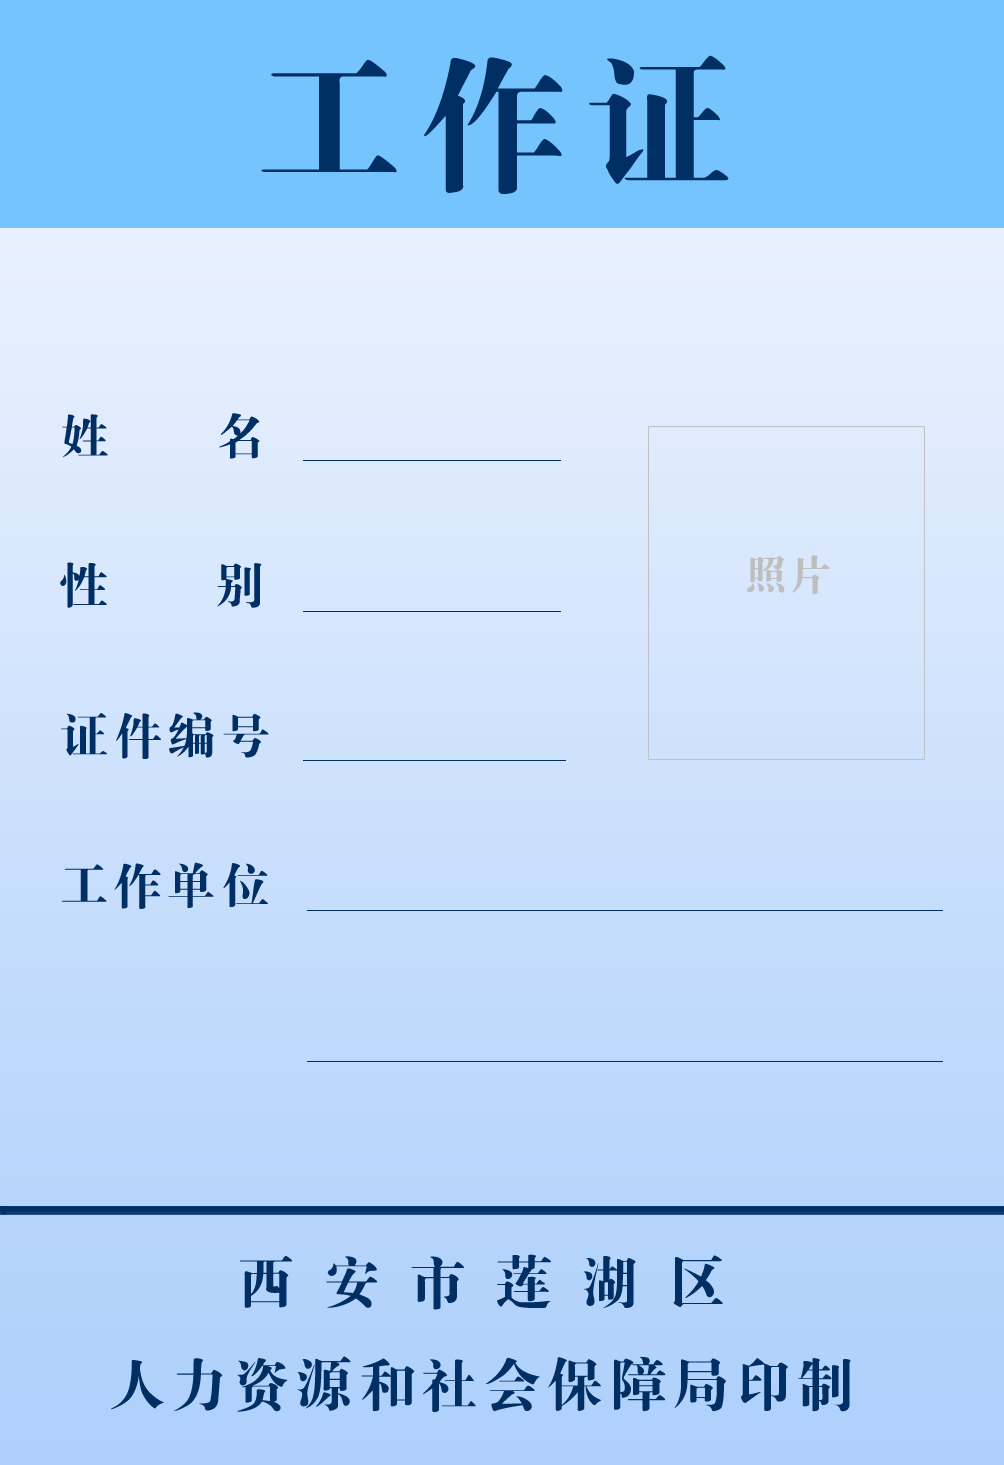 工作证
姓名
性别
照片
证件编号
工作单位
西安市莲湖区
人力资源和社会保障局印制